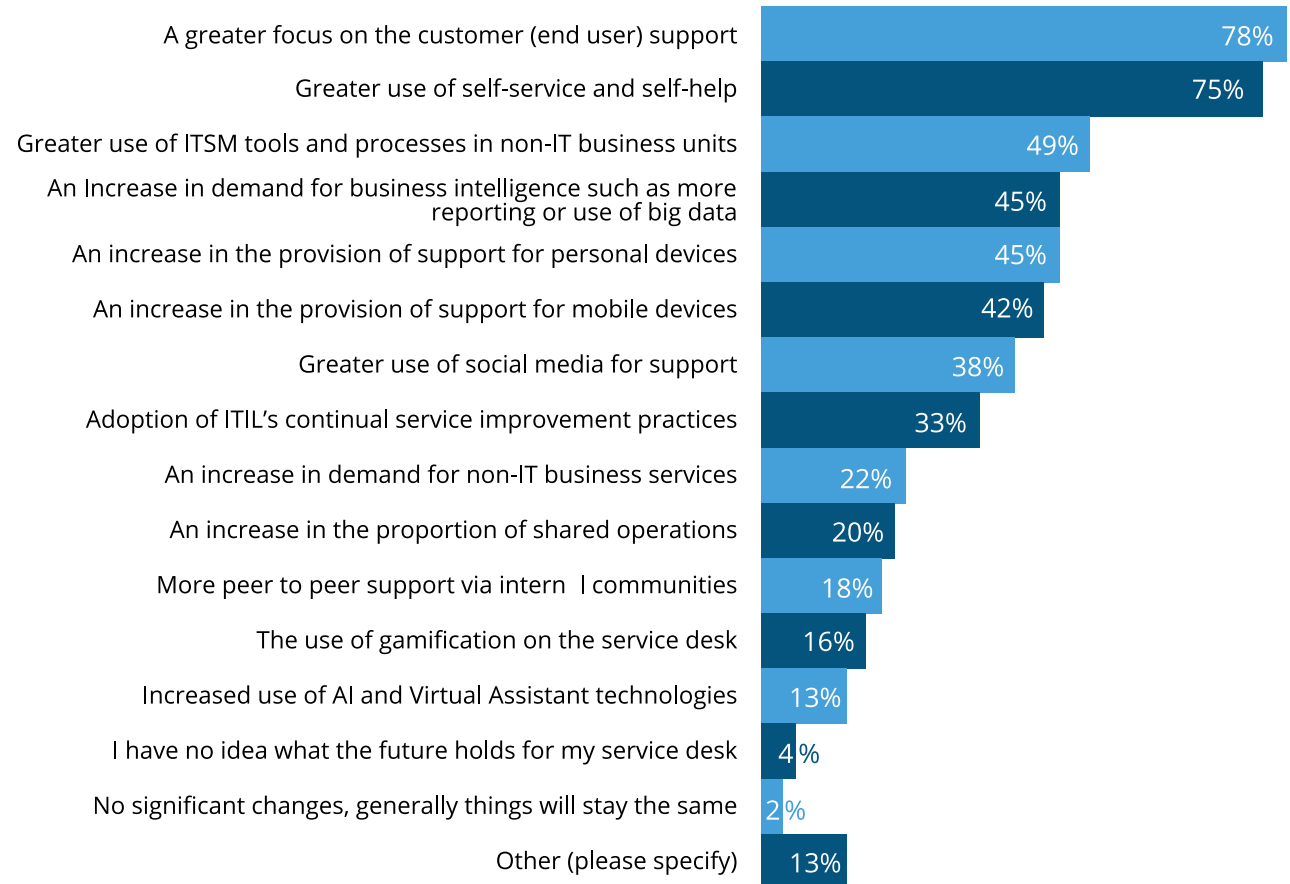 A greater focus on the customer (end user) support 78%
Greater use of self-service and self-help 75%
Greater use of ITSM tools and processes in non-IT business units 49%
An Increase in demand for business intelligence such as more
reporting or use of big data 45%
An increase in the provision of support for personal devices 45%
An increase in the provision of support for mobile devices 42%
Greater use of social media for support 38%
Adoption of ITIL’s continual service improvement practices 33%
An increase in demand for non-IT business services 22%
An increase in the proportion of shared operations 20%
More peer to peer support via intern l communities 18%
The use of gamification on the service desk 16%
Increased use of AI and Virtual Assistant technologies 13%
I have no idea what the future holds for my service desk 4%
No significant changes, generally things will stay the same 2%
Other (please specify) 13%